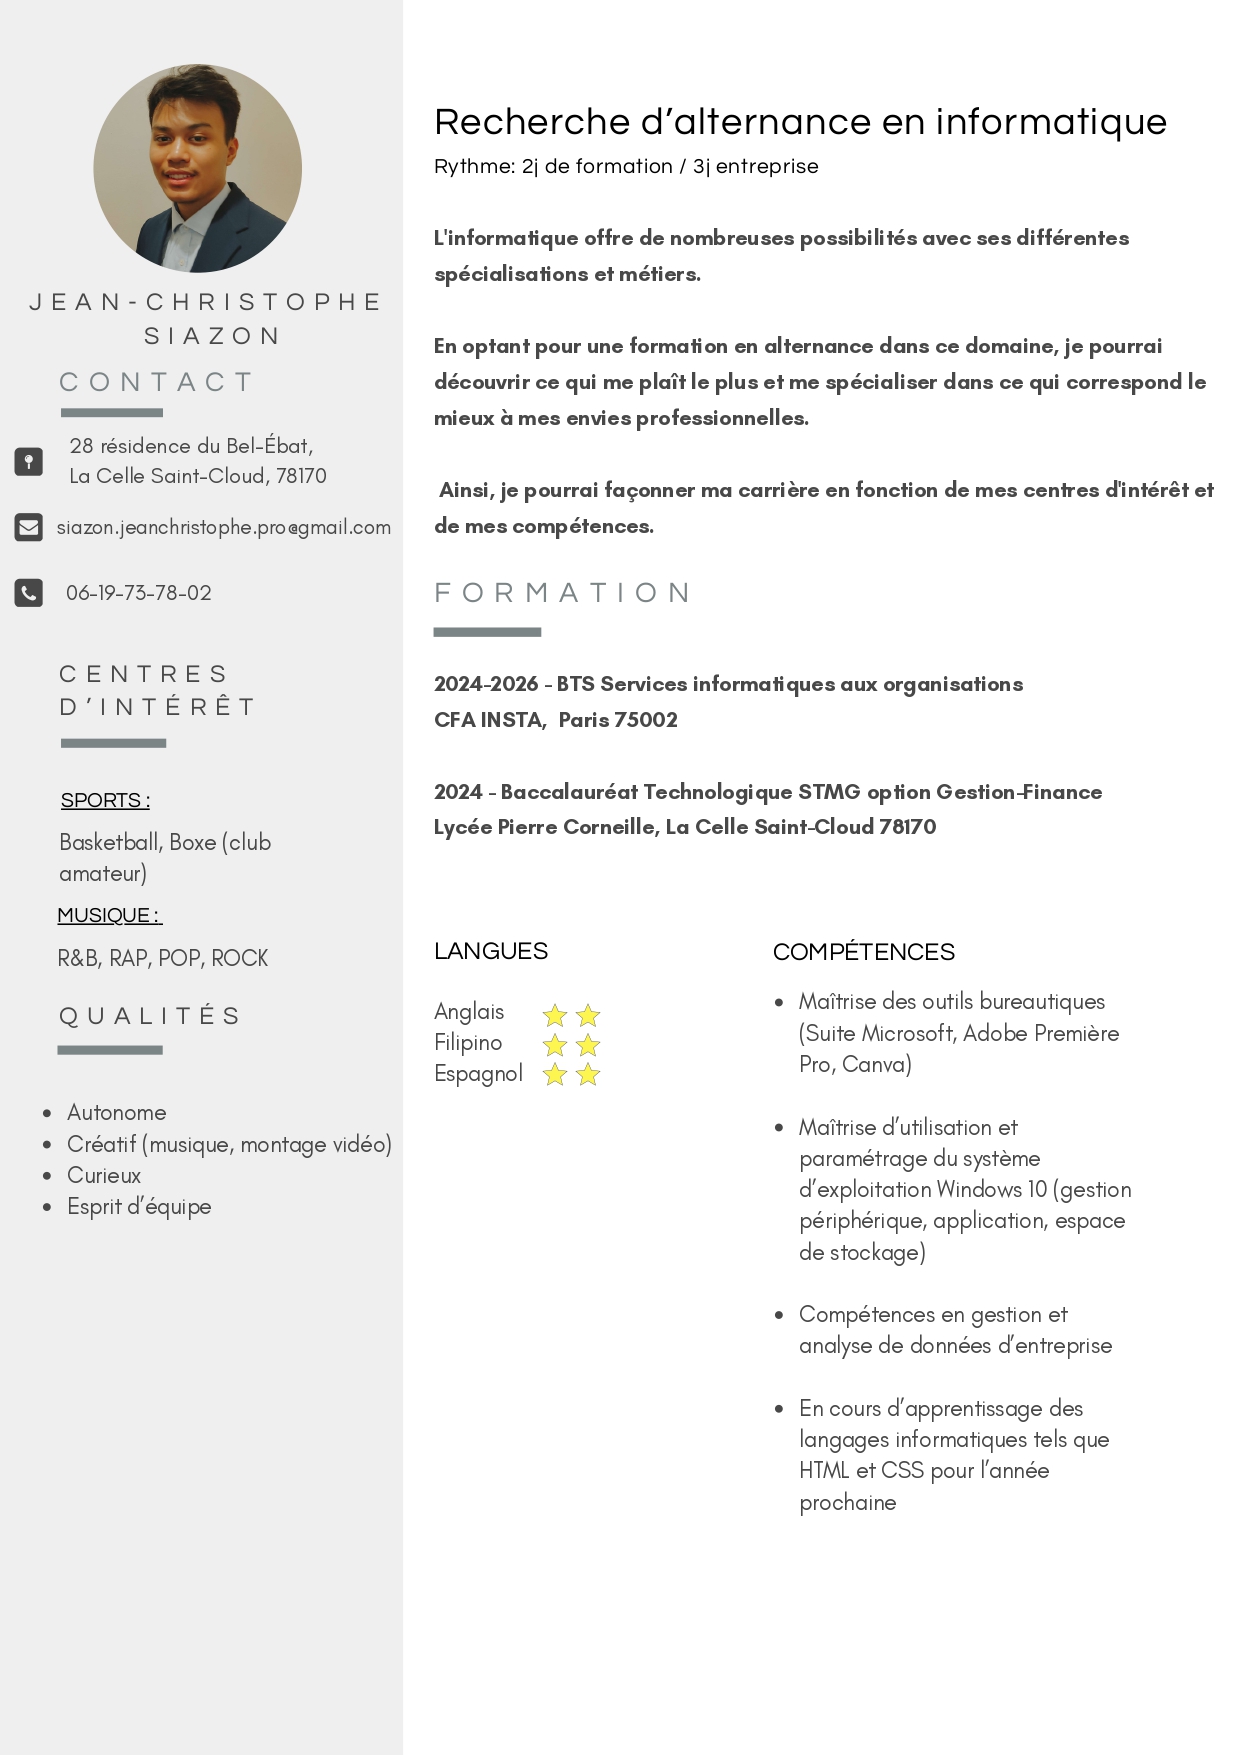 JEAN-CHRISTOPHE
SIAZON
CONTACT
28 résidence du Bel-Ébat,
La Celle Saint-Cloud, 78170
siazon.jeanchristophe.pro@gmail.com
06-19-73-78-02
CENTRES
D’INTÉRÊT
SPORTS :
Basketball, Boxe (club
amateur)
MUSIQUE :
R&B, RAP, POP, ROCK
QUALITÉS
• Autonome
• Créatif (musique, montage vidéo)
• Curieux
• Esprit d’équipe
Recherche d’alternance en informatique
Rythme: 2j de formation / 3j entreprise
L'informatique offre de nombreuses possibilités avec ses différentes
spécialisations et métiers.
En optant pour une formation en alternance dans ce domaine, je pourrai
découvrir ce qui me plaît le plus et me spécialiser dans ce qui correspond le
mieux à mes envies professionnelles.
Ainsi, je pourrai façonner ma carrière en fonction de mes centres d'intérêt et
de mes compétences.
FORMATION
2024-2026 - BTS Services informatiques aux organisations
CFA INSTA, Paris 75002
2024 - Baccalauréat Technologique STMG option Gestion-Finance
Lycée Pierre Corneille, La Celle Saint-Cloud 78170
LANGUES
Anglais
Filipino
Espagnol
COMPÉTENCES
• Maîtrise des outils bureautiques
(Suite Microsoft, Adobe Première
Pro, Canva)
• Maîtrise d’utilisation et
paramétrage du système
d’exploitation Windows 10 (gestion
périphérique, application, espace
de stockage)
• Compétences en gestion et
analyse de données d’entreprise
• En cours d’apprentissage des
langages informatiques tels que
HTML et CSS pour l’année
prochaine